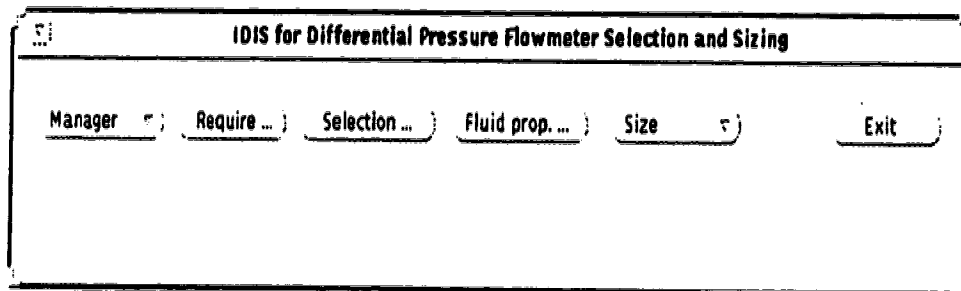 IDIS for Differential Pressure Flowmeter Selection and Sizing
Manager Require ... Selection ... Fluid prop. ... Size Exit